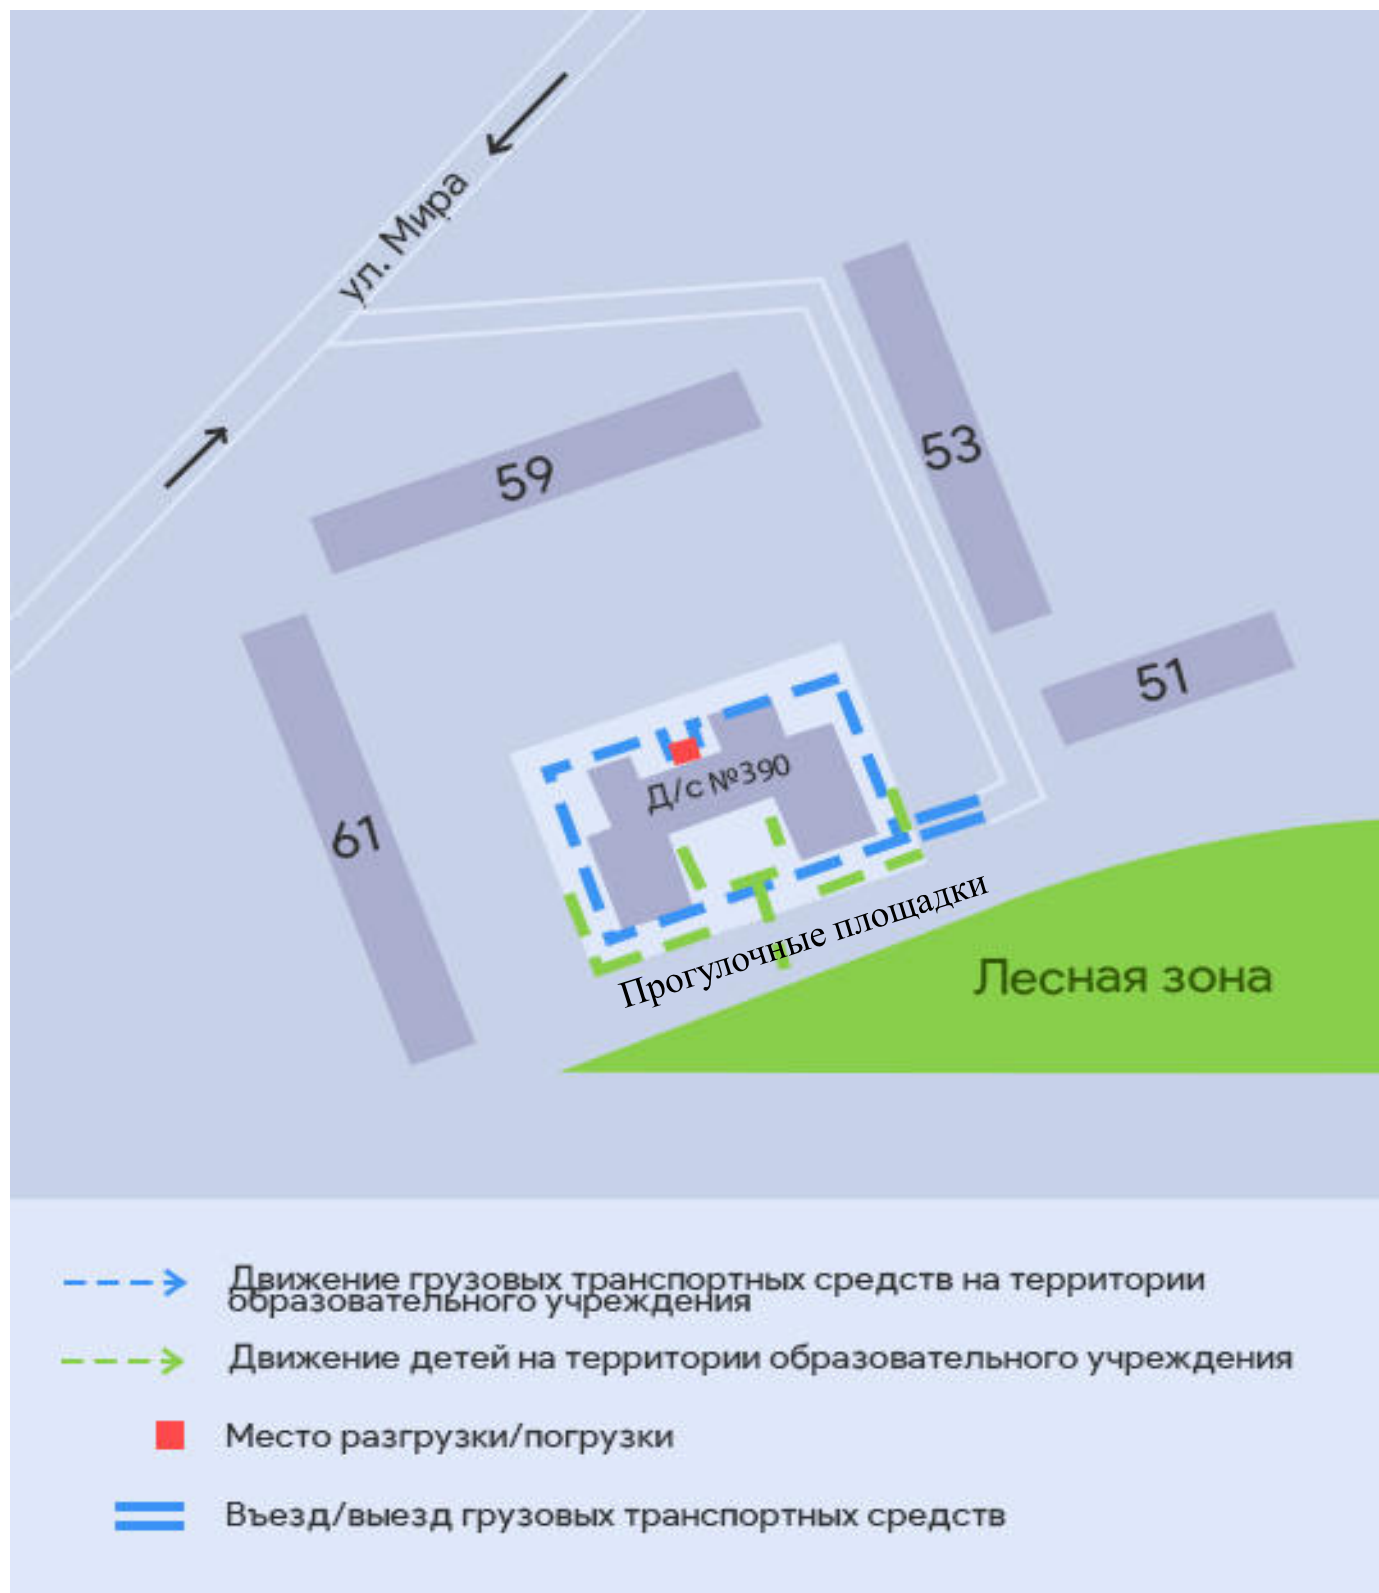 ул. Мира
53
59
51
Д/с №390
61
Прогулочные площадки
Лесная зона
Движение грузовых транспортных средств на территории
образовательного учреждения
Движение детей на территории образовательного учреждения
Место разгрузки/погрузки
Въезд/выезд грузовых транспортных средств